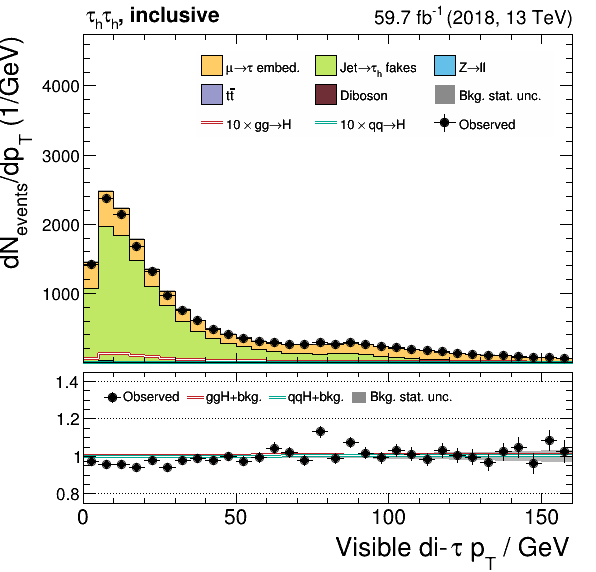 τhτh, inclusive
59.7 fb⁻¹ (2018, 13 TeV)
dNevents/dpT (1/GeV)
4000
3000
2000
1000
μ→τ embed.
Jet→τh fakes
Z→ll
tt̅
Diboson
Bkg. stat. unc.
10 × gg→H
10 × qq→H
Observed
1.4
1.2
1
0.8
Observed
ggH+bkg.
qqH+bkg.
Bkg. stat. unc.
0
50
100
150
Visible di-τ pT / GeV